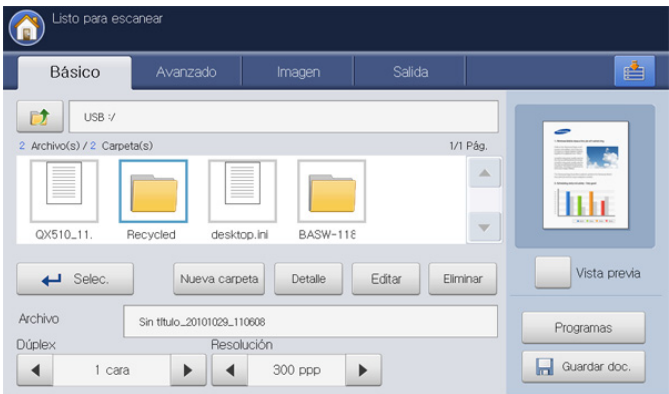 Listo para escanear
Básico
Avanzado
Imagen
Salida
USB :/
2 Archivo(s) / 2 Carpeta(s)
1/1 Pág.
QX510_11.
Recycled
desktop.ini
BASW-118
Selec.
Nueva carpeta
Detalle
Editar
Eliminar
Vista previa
Archivo
Sin título_20101029_110608
Dúplex
Resolución
1 cara
300 ppp
Programas
Guardar doc.